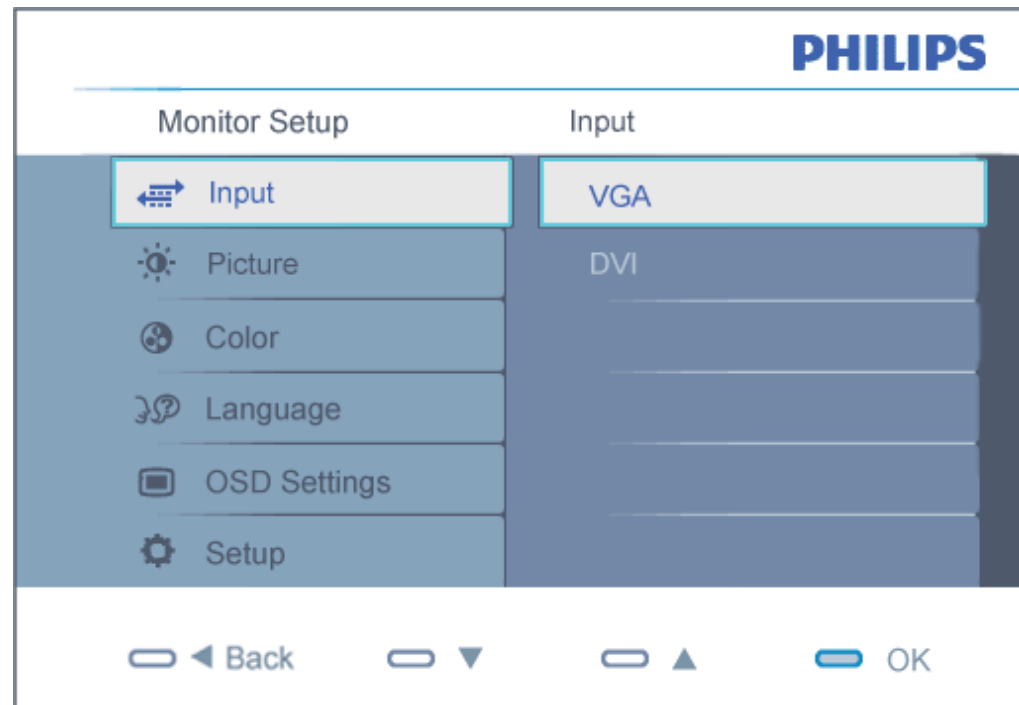 PHILIPS
Monitor Setup Input
Input VGA
Picture DVI
Color
Language
OSD Settings
Setup
Back OK